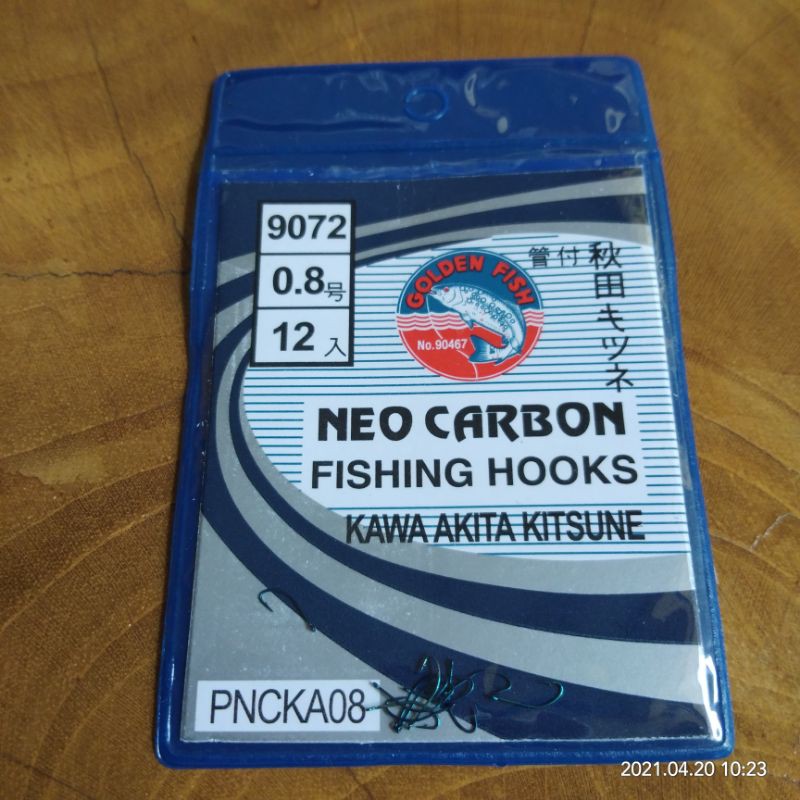 9072
0.8号
12入
GOLDEN FISH
No.90467
管付
秋田キツネ
NEO CARBON
FISHING HOOKS
KAWA AKITA KITSUNE
PNCKA08
2021.04.20 10:23